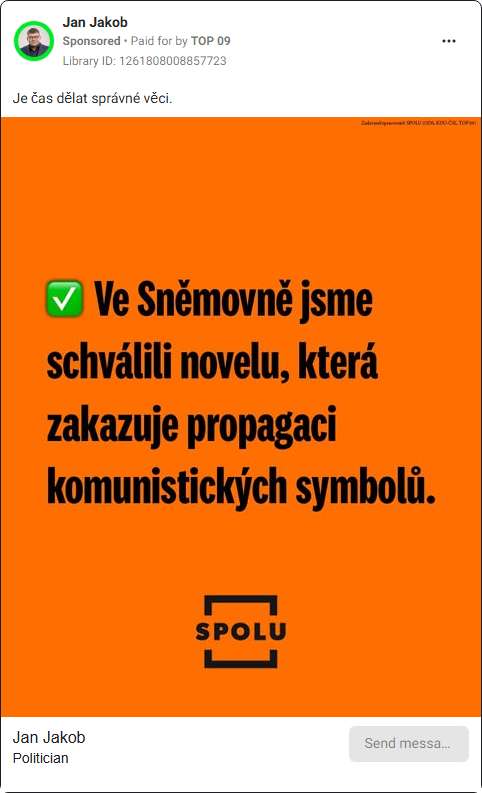 Jan Jakob
Sponsored • Paid for by TOP 09
Library ID: 1261808008857723
Je čas dělat správné věci.
Zadavatel/zpracovatel: SPOLU (ODS, KDU-ČSL, TOP 09)
✅ Ve Sněmovně jsme
schválili novelu, která
zakazuje propagaci
komunistických symbolů.
SPOLU
Jan Jakob
Politician
Send messa...